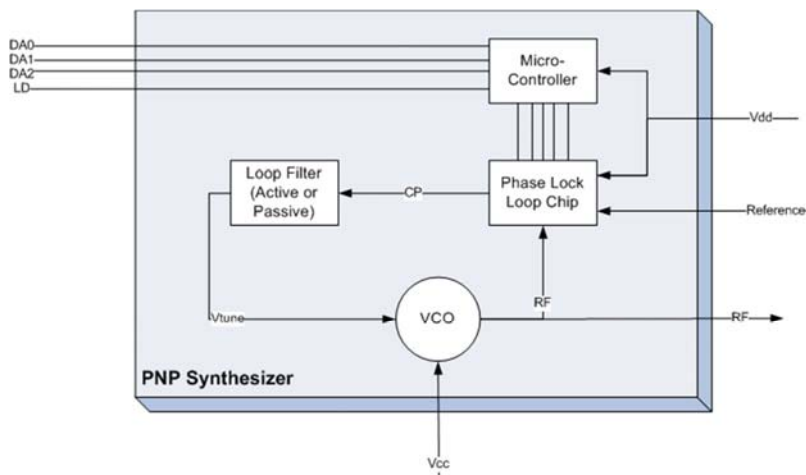 DA0
DA1
DA2
LD
Micro-
Controller
Vdd
Loop Filter
(Active or
Passive)
CP
Phase Lock
Loop Chip
Reference
RF
Vtune
VCO
RF
PNP Synthesizer
Vcc